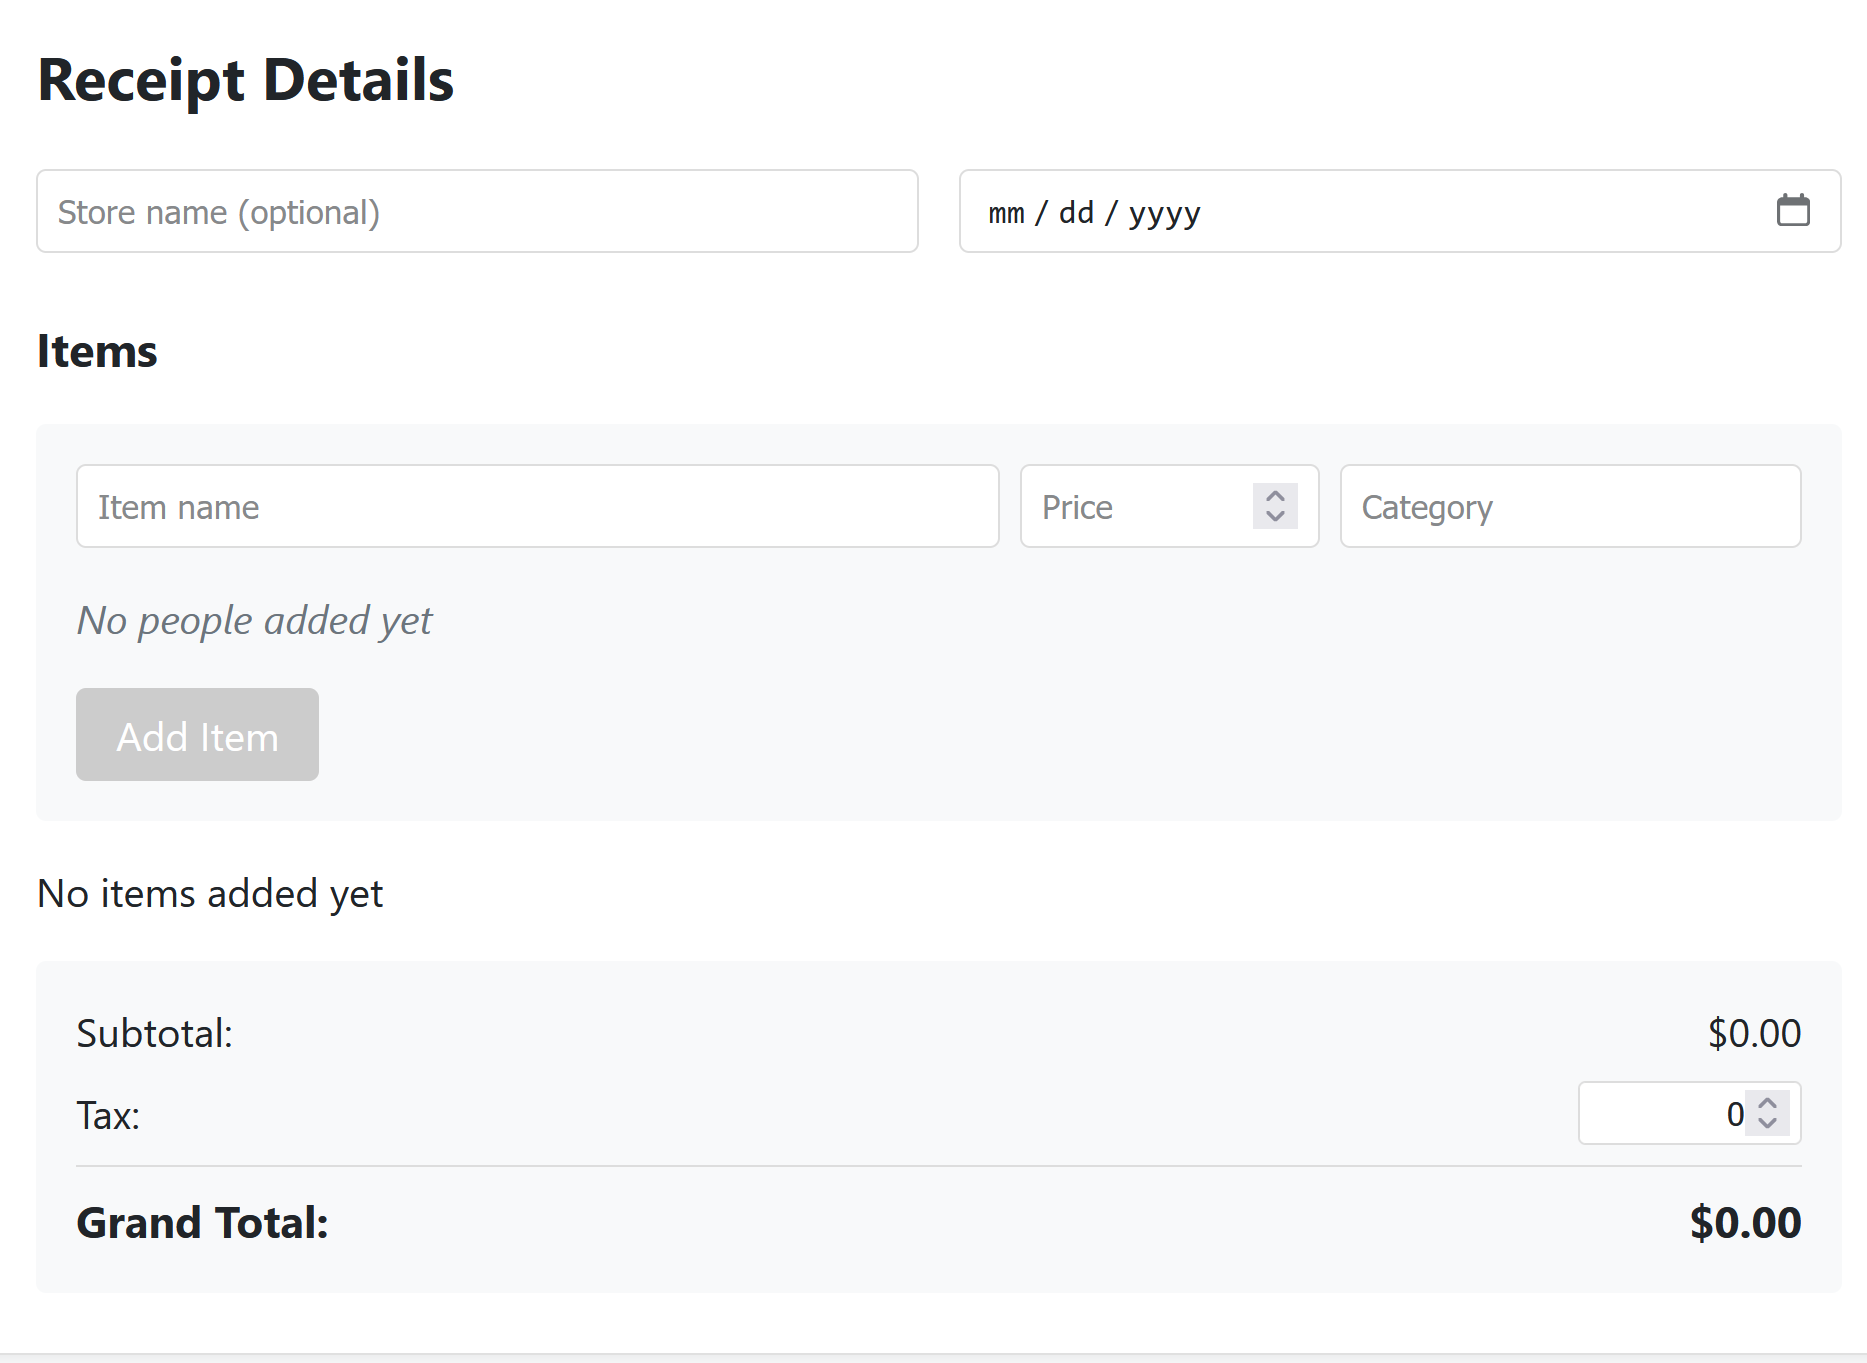 Receipt Details
Store name (optional)
mm / dd / yyyy
Items
Item name
Price
Category
No people added yet
Add Item
No items added yet
Subtotal: $0.00
Tax: 0
Grand Total: $0.00